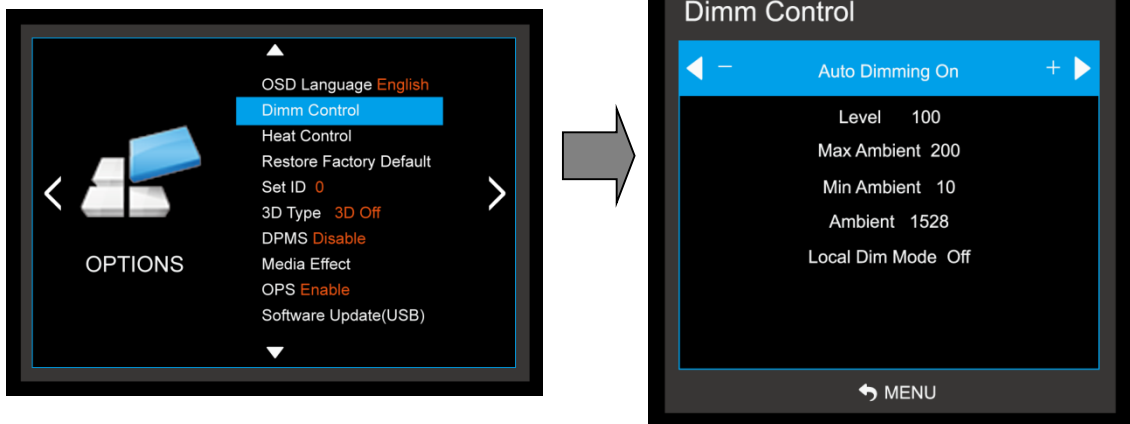 OSD Language English
Dimm Control
Heat Control
Restore Factory Default
Set ID 0
3D Type 3D Off
DPMS Disable
Media Effect
OPS Enable
Software Update(USB)
OPTIONS
Dimm Control
− Auto Dimming On +
Level 100
Max Ambient 200
Min Ambient 10
Ambient 1528
Local Dim Mode Off
MENU